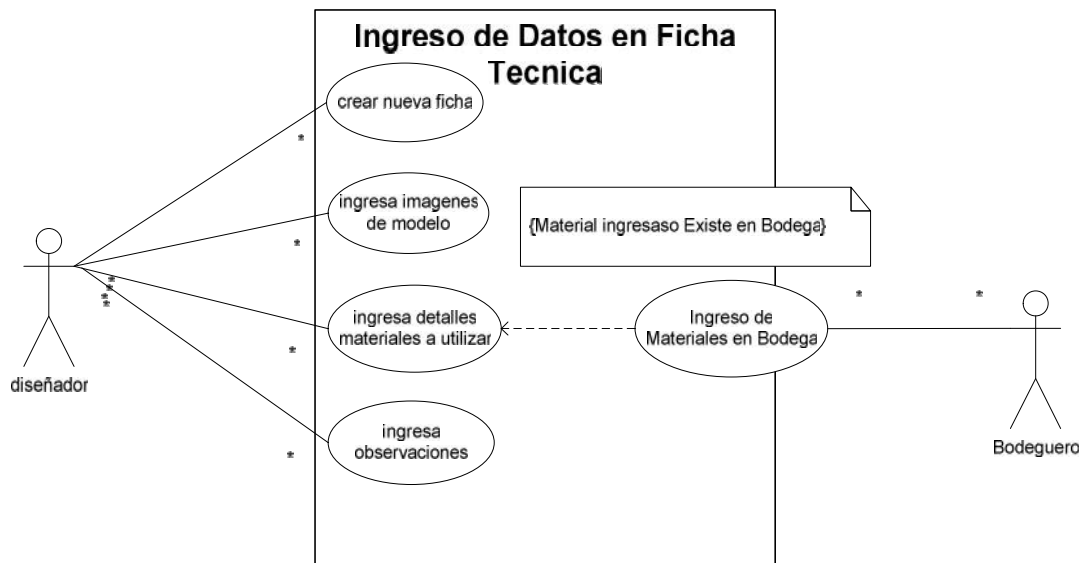 Ingreso de Datos en Ficha
Tecnica
crear nueva ficha
*
ingresa imagenes
de modelo
*
{Material ingresaso Existe en Bodega}
*
*
*
*
ingresa detalles
materiales a utilizar
*
Ingreso de
Materiales en Bodega
*
*
diseñador
ingresa
observaciones
*
Bodeguero